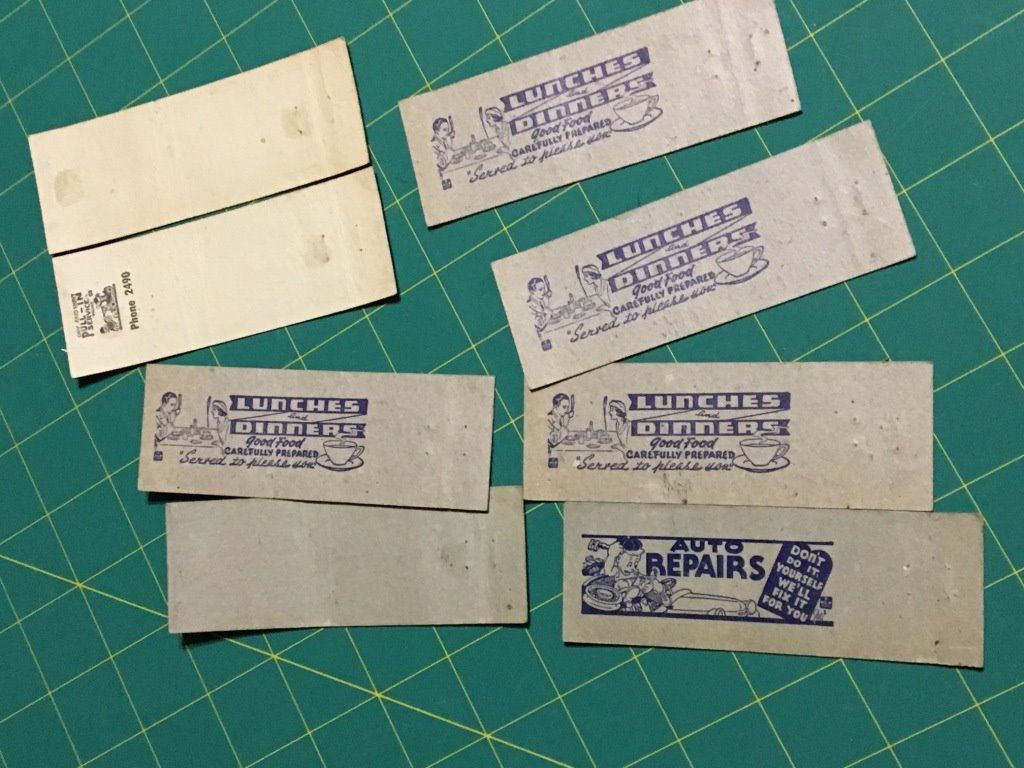 LUNCHES
and
DINNERS
Good Food
CAREFULLY PREPARED
"Served to please you"
LUNCHES
and
DINNERS
Good Food
CAREFULLY PREPARED
"Served to please you"
PULL-IN
SERVICE
Phone 2490
LUNCHES
and
DINNERS
Good Food
CAREFULLY PREPARED
"Served to please you"
LUNCHES
and
DINNERS
Good Food
CAREFULLY PREPARED
"Served to please you"
AUTO
REPAIRS
DON'T
DO IT
YOURSELF
WE'LL
FIX IT
FOR YOU